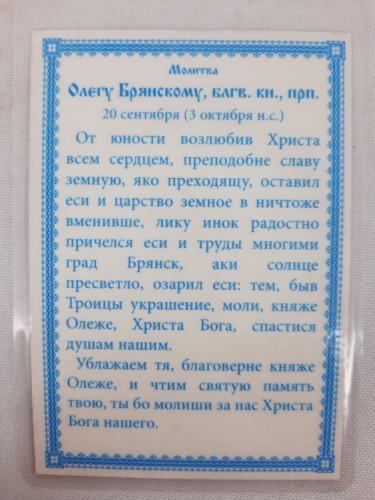 Молитва
Олегу Брянскому, блгв. кн., прп.
20 сентября (3 октября н.с.)
От юности возлюбив Христа
всем сердцем, преподобне славу
земную, яко преходящу, оставил
еси и царство земное в ничтоже
вменивше, лику инок радостно
причелся еси и труды многими
град Брянск, аки солнце
пресветло, озарил еси: тем, быв
Троицы украшение, моли, княже
Олеже, Христа Бога, спастися
душам нашим.
Ублажаем тя, благоверне княже
Олеже, и чтим святую память
твою, ты бо молиши за нас Христа
Бога нашего.